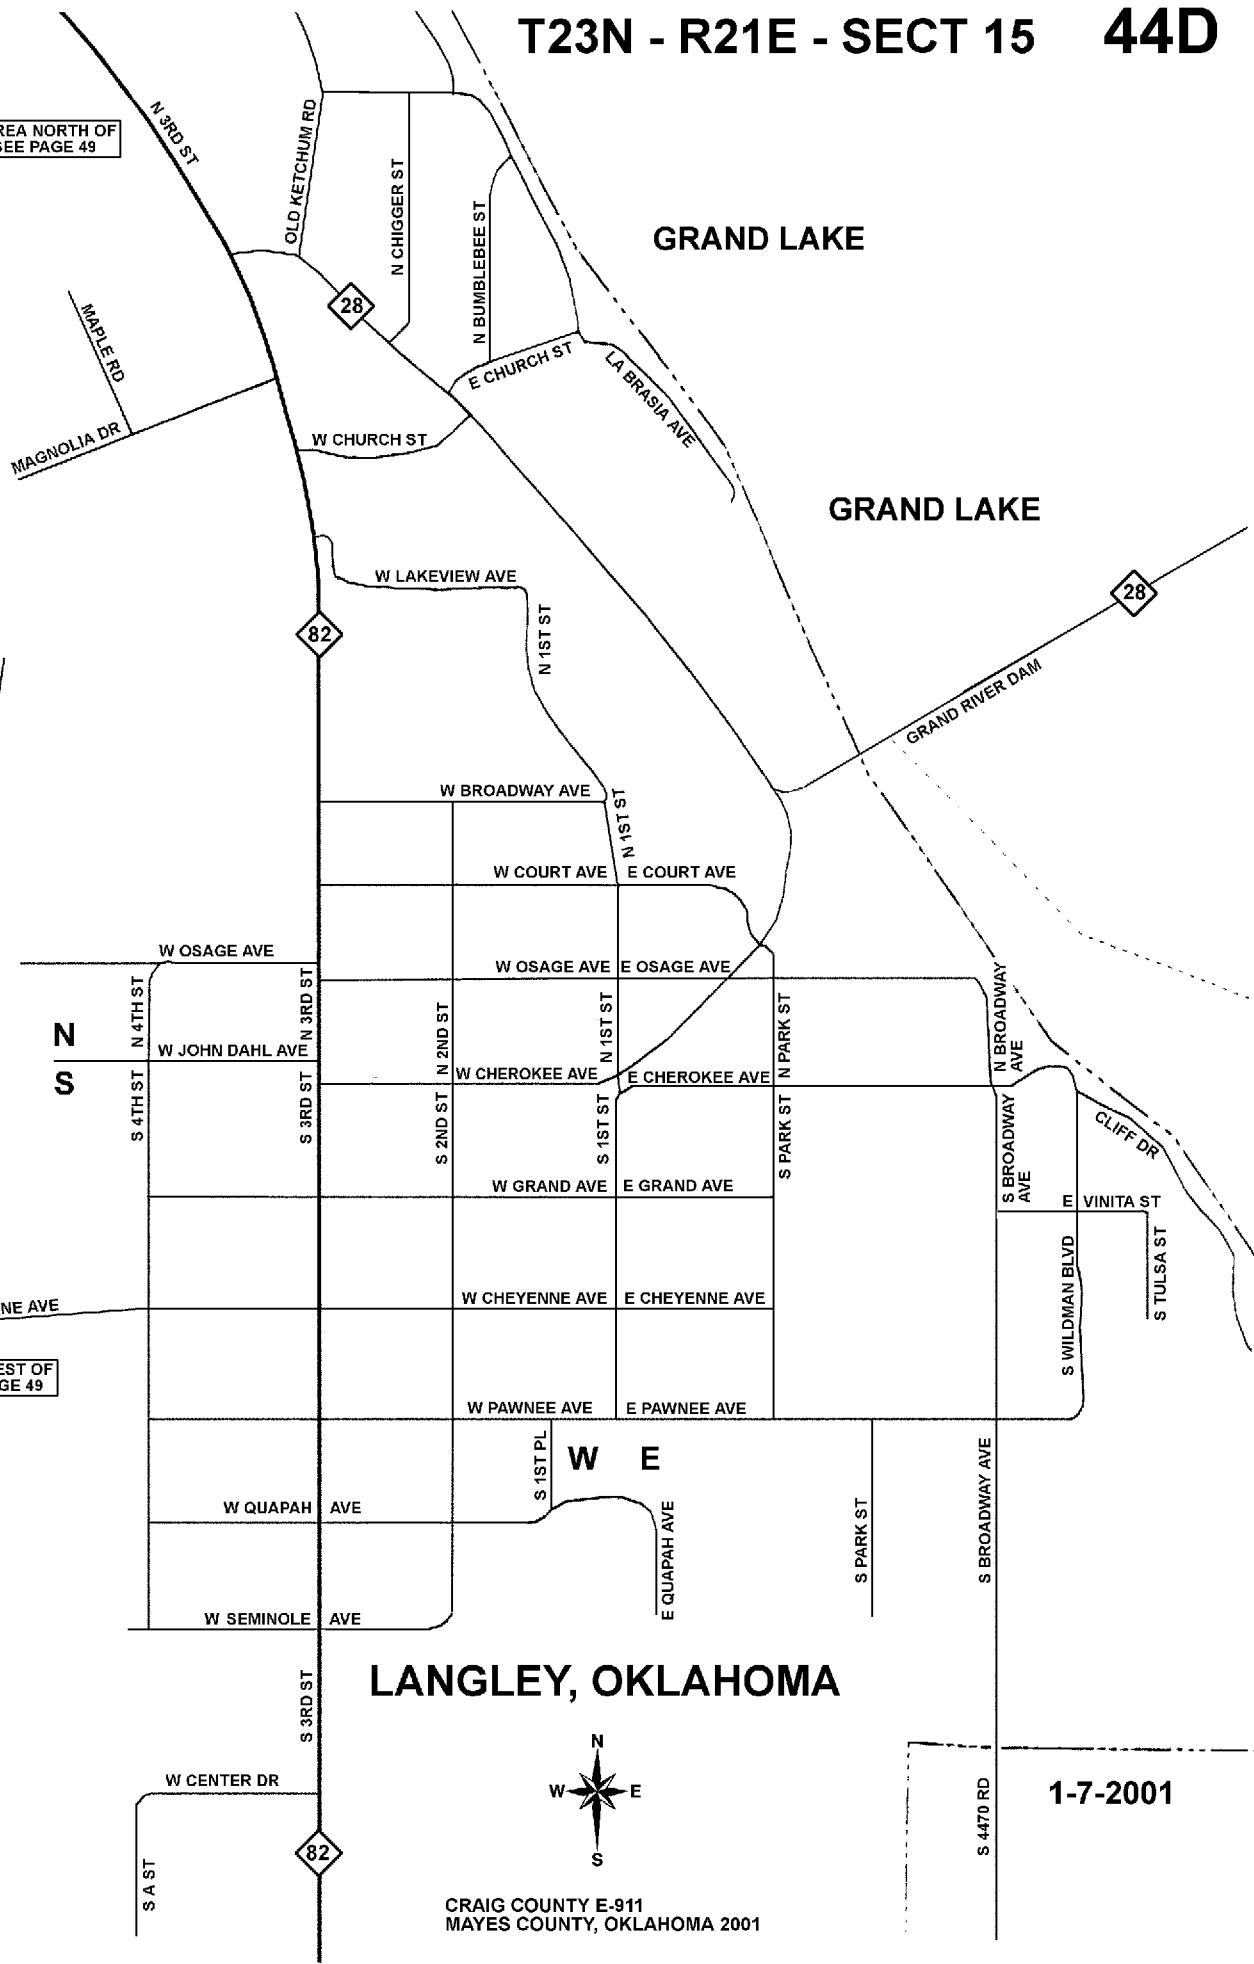 T23N - R21E - SECT 15 44D
REA NORTH OF
SEE PAGE 49
N 3RD ST
OLD KETCHUM RD
N CHIGGER ST
N BUMBLEBEE ST
GRAND LAKE
28
MAPLE RD
E CHURCH ST
LA BRASIA AVE
MAGNOLIA DR
W CHURCH ST
GRAND LAKE
W LAKEVIEW AVE
28
N 1ST ST
82
GRAND RIVER DAM
W BROADWAY AVE
N 1ST ST
W COURT AVE E COURT AVE
W OSAGE AVE
W OSAGE AVE E OSAGE AVE
N 4TH ST
N 3RD ST
N 2ND ST
N 1ST ST
N PARK ST
N BROADWAY
AVE
N
W JOHN DAHL AVE
S
W CHEROKEE AVE E CHEROKEE AVE
S 4TH ST
S 3RD ST
S 2ND ST
S 1ST ST
S PARK ST
S BROADWAY
AVE
CLIFF DR
W GRAND AVE E GRAND AVE
E VINITA ST
S WILDMAN BLVD
S TULSA ST
NE AVE
W CHEYENNE AVE E CHEYENNE AVE
EST OF
GE 49
W PAWNEE AVE E PAWNEE AVE
S 1ST PL
W E
W QUAPAH AVE
E QUAPAH AVE
S PARK ST
S BROADWAY AVE
W SEMINOLE AVE
LANGLEY, OKLAHOMA
S 3RD ST
N
W E
S
W CENTER DR
S A ST
82
S 4470 RD
1-7-2001
CRAIG COUNTY E-911
MAYES COUNTY, OKLAHOMA 2001